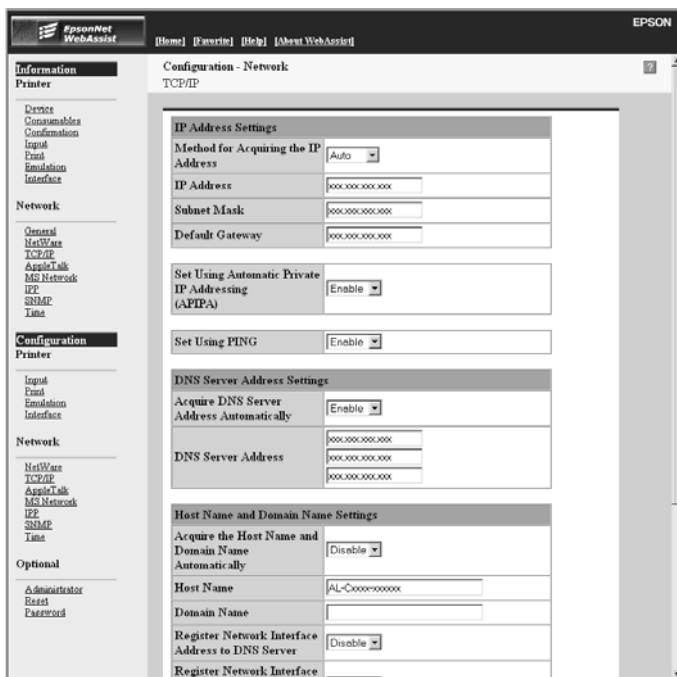 EPSON
EpsonNet
WebAssist
[Home] [Favorite] [Help] [About WebAssist]
Information
Printer
Device
Consumables
Confirmation
Input
Print
Emulation
Interface
Network
General
NetWare
TCP/IP
AppleTalk
MS Network
IPP
SNMP
Time
Configuration
Printer
Input
Print
Emulation
Interface
Network
NetWare
TCP/IP
AppleTalk
MS Network
IPP
SNMP
Time
Optional
Administrator
Reset
Password
Configuration - Network
?
TCP/IP
IP Address Settings
Method for Acquiring the IP
Address
Auto
IP Address
xxx.xxx.xxx.xxx
Subnet Mask
xxx.xxx.xxx.xxx
Default Gateway
xxx.xxx.xxx.xxx
Set Using Automatic Private
IP Addressing
(APIPA)
Enable
Set Using PING
Enable
DNS Server Address Settings
Acquire DNS Server
Address Automatically
Enable
DNS Server Address
xxx.xxx.xxx.xxx
xxx.xxx.xxx.xxx
xxx.xxx.xxx.xxx
Host Name and Domain Name Settings
Acquire the Host Name and
Domain Name
Automatically
Disable
Host Name
AL-Cxxxx-xxxxxx
Domain Name
Register Network Interface
Address to DNS Server
Disable
Register Network Interface